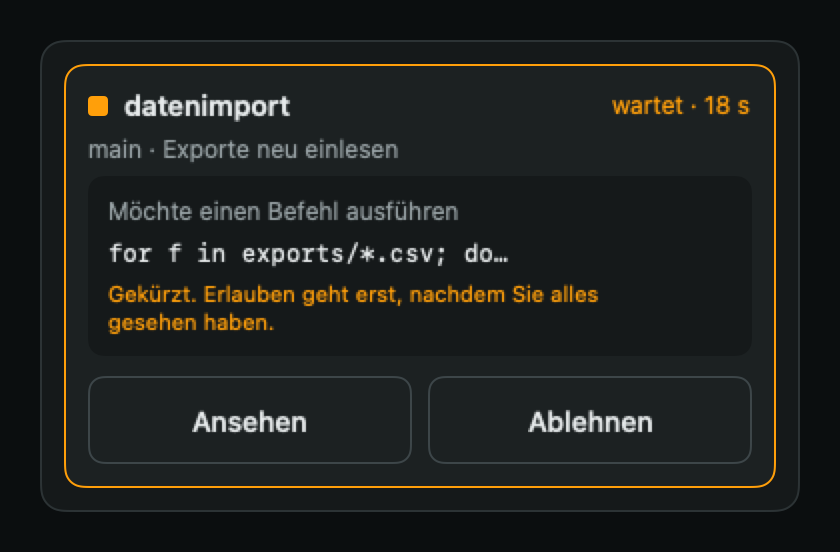 datenimport
wartet · 18 s
main · Exporte neu einlesen
Möchte einen Befehl ausführen
for f in exports/*.csv; do…
Gekürzt. Erlauben geht erst, nachdem Sie alles
gesehen haben.
Ansehen
Ablehnen